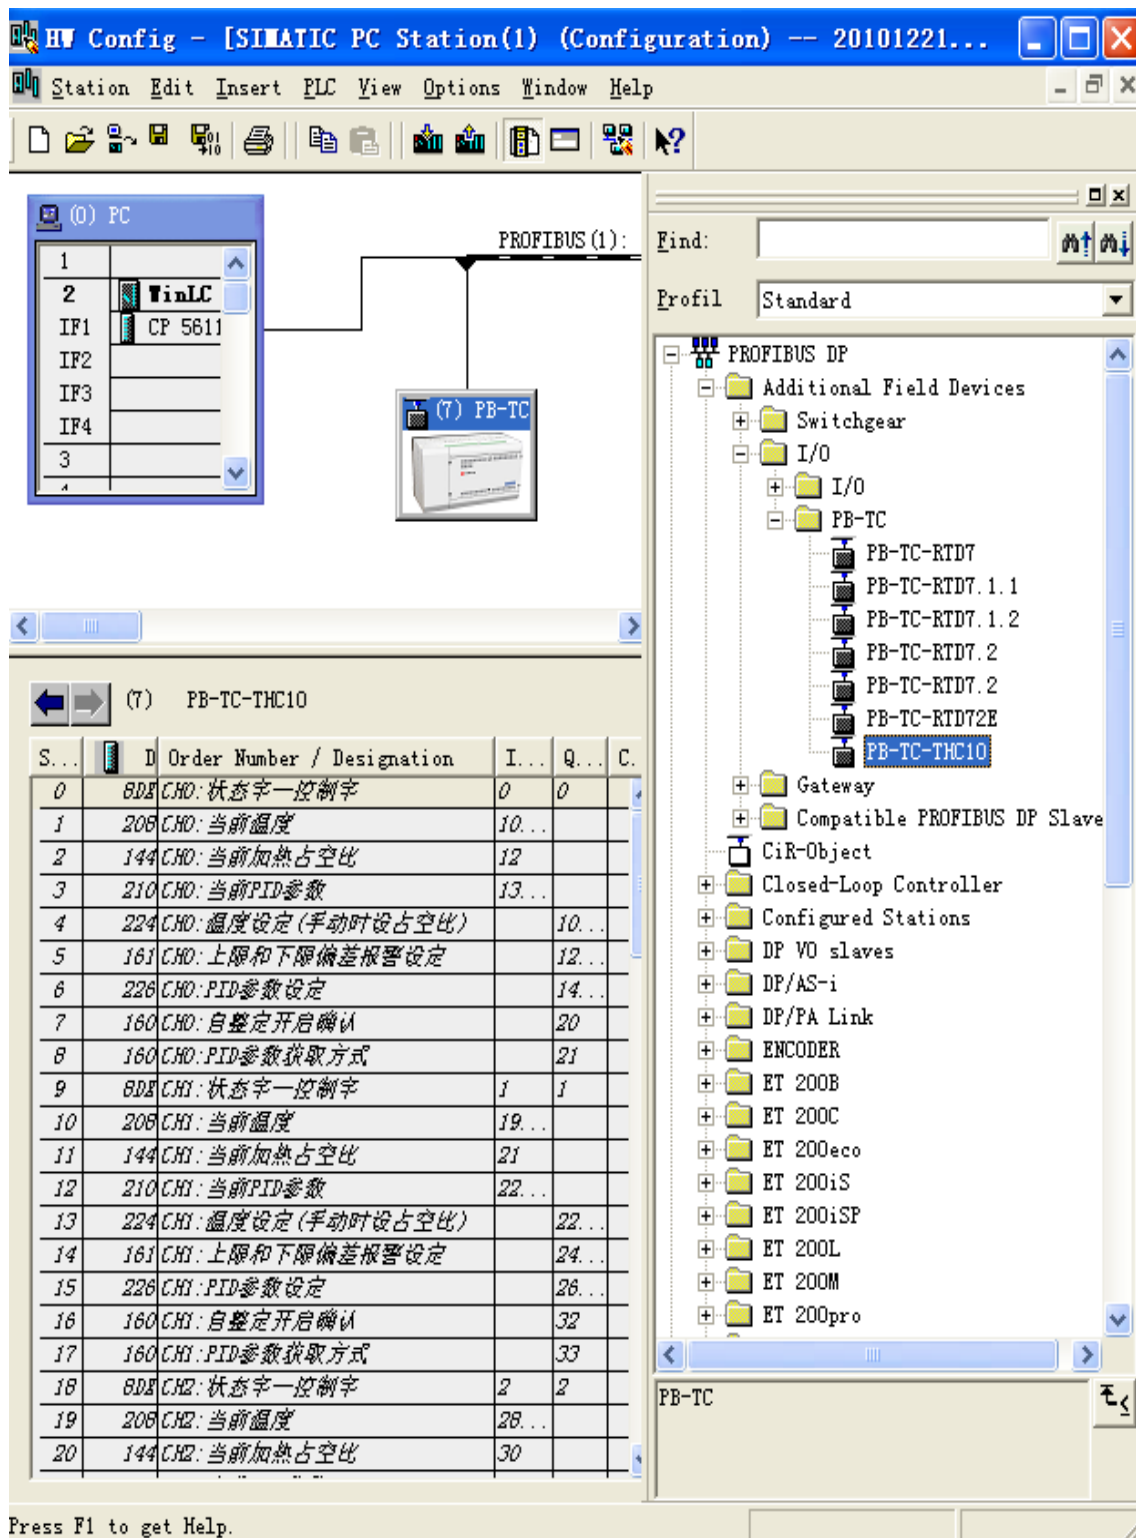 HW Config - [SIMATIC PC Station(1) (Configuration) -- 20101221...
Station Edit Insert PLC View Options Window Help
(0) PC
1
2 WinLC
IF1 CP 5611
IF2
IF3
IF4
3
PROFIBUS(1):
(7) PB-TC
Find:
Profil Standard
PROFIBUS DP
Additional Field Devices
Switchgear
I/O
I/O
PB-TC
PB-TC-RTD7
PB-TC-RTD7.1.1
PB-TC-RTD7.1.2
PB-TC-RTD7.2
PB-TC-RTD7.2
PB-TC-RTD72E
PB-TC-THC10
Gateway
Compatible PROFIBUS DP Slave
CiR-Object
Closed-Loop Controller
Configured Stations
DP V0 slaves
DP/AS-i
DP/PA Link
ENCODER
ET 200B
ET 200C
ET 200eco
ET 200iS
ET 200iSP
ET 200L
ET 200M
ET 200pro
PB-TC
(7) PB-TC-THC10
S... D Order Number / Designation I... Q... C.
0 8DX CH0:状态字—控制字 0 0
1 208 CH0:当前温度 10...
2 144 CH0:当前加热占空比 12
3 210 CH0:当前PID参数 13...
4 224 CH0:温度设定(手动时设占空比) 10...
5 161 CH0:上限和下限偏差报警设定 12...
6 226 CH0:PID参数设定 14...
7 160 CH0:自整定开启确认 20
8 160 CH0:PID参数获取方式 21
9 8DX CH1:状态字—控制字 1 1
10 208 CH1:当前温度 19...
11 144 CH1:当前加热占空比 21
12 210 CH1:当前PID参数 22...
13 224 CH1:温度设定(手动时设占空比) 22...
14 161 CH1:上限和下限偏差报警设定 24...
15 226 CH1:PID参数设定 26...
16 160 CH1:自整定开启确认 32
17 160 CH1:PID参数获取方式 33
18 8DX CH2:状态字—控制字 2 2
19 208 CH2:当前温度 28...
20 144 CH2:当前加热占空比 30
Press F1 to get Help.